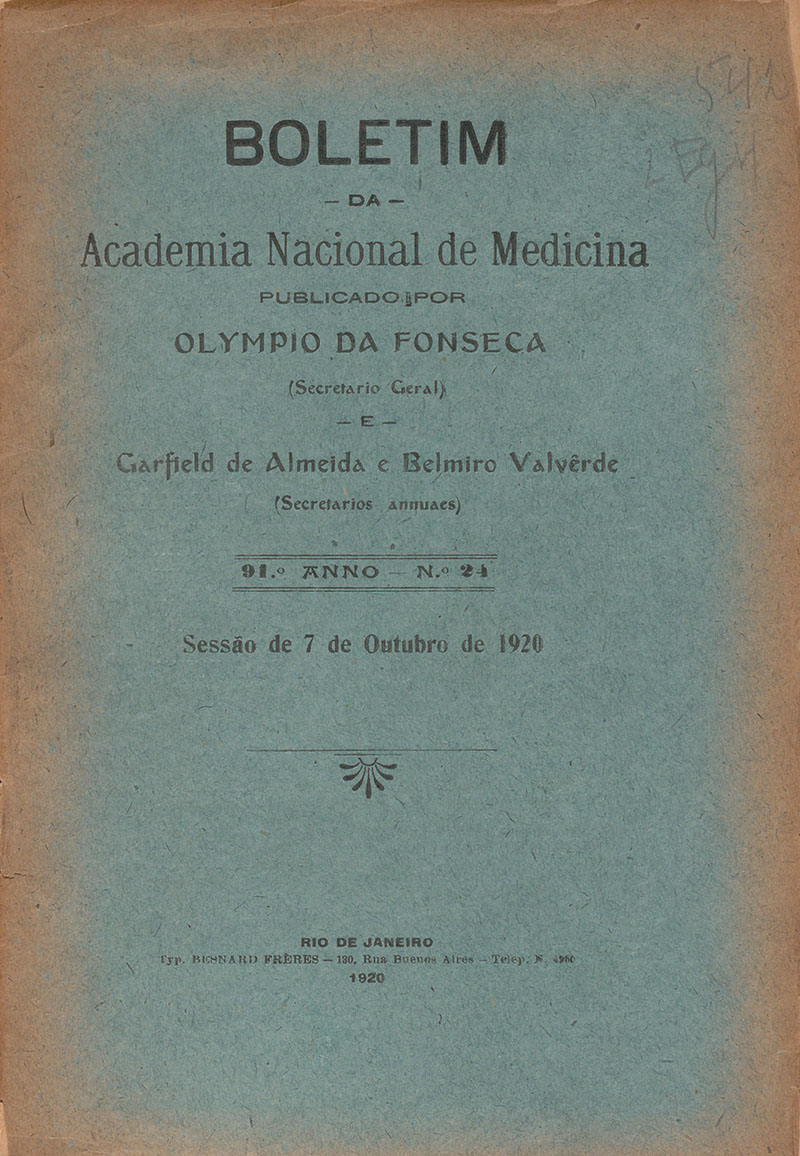 BOLETIM
— DA —
Academia Nacional de Medicina
PUBLICADO POR
OLYMPIO DA FONSECA
(Secretario Geral)
— E —
Garfield de Almeida e Belmiro Valvêrde
(Secretarios annuaes)
91.º ANNO — N.º 24
Sessão de 7 de Outubro de 1920
RIO DE JANEIRO
Typ. BESNARD FRÈRES — 130, Rua Buenos Aires — Telep. N.
1920